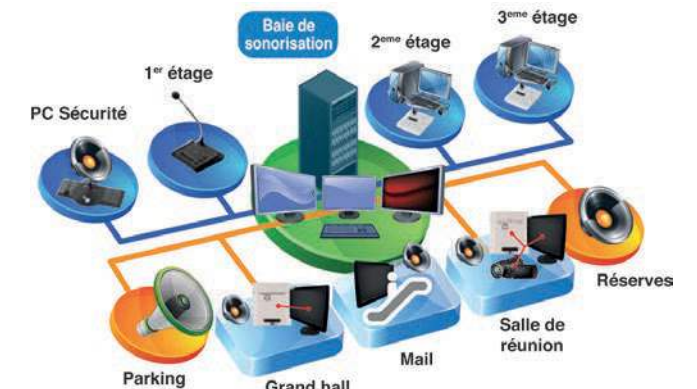 Baie de
sonorisation
3eme étage
2eme étage
1er étage
PC Sécurité
Réserves
Salle de
réunion
Mail
Parking
Grand hall